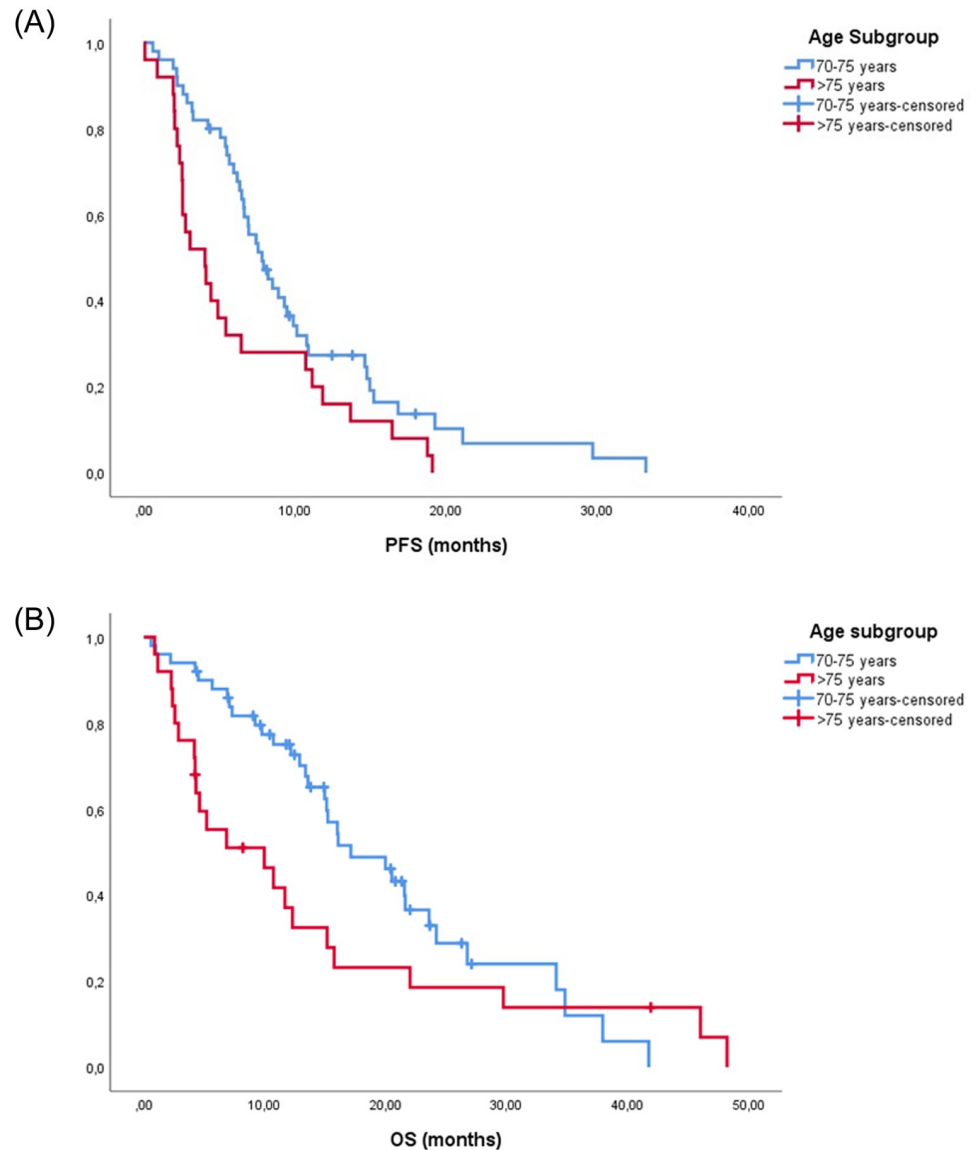 (A)
Age Subgroup
70-75 years
>75 years
70-75 years-censored
>75 years-censored
1,0
0,8
0,6
0,4
0,2
0,0
,00 10,00 20,00 30,00 40,00
PFS (months)
(B)
Age subgroup
70-75 years
>75 years
70-75 years-censored
>75 years-censored
1,0
0,8
0,6
0,4
0,2
0,0
,00 10,00 20,00 30,00 40,00 50,00
OS (months)